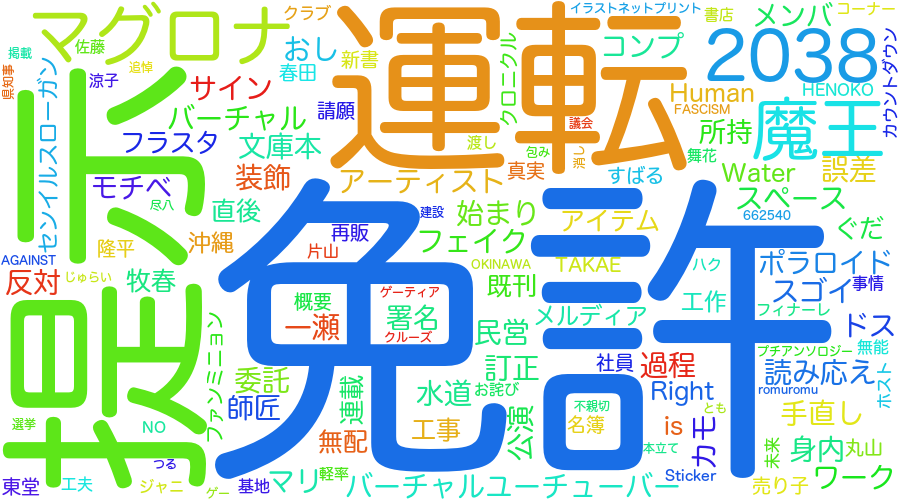 クラブ
イラストネットプリント
書店
コーナー
掲載
佐藤
マグロナ
おし
新書
運転
コンプ
メンバ
2038
カウントダウン
県知事
追悼
涼子
サイン
春田
クロニクル
Human
HENOKO
FASCISM
センイルスローガン
提示
バーチャル
請願
議会
所持
魔王
フラスタ
文庫本
渡し
包み
消し
舞花
モチベ
装飾
アーティスト
真実
すばる
Water
誤差
尽八
直後
建設
始まり
アイテム
スペース
662540
隆平
沖縄
再販
フェイク
ぐだ
AGAINST
片山
OKINAWA
TAKAE
ハク
ポラロイド
反対
じゅらい
牧春
免許
概要
ゲーティア
既刊
工作
スゴイ
事情
ファンミニョン
一瀬
署名
クルーズ
民営
メルディア
フィナーレ
ドス
プチアンソロジー
無能
委託
連載
水道
訂正
お詫び
社員
過程
読み応え
ホスト
師匠
Right
romuromu
選挙
NO
無配
工事
公演
不親切
名簿
is
カモ
とも
手直し
未来
身内
丸山
つる
本立て
東堂
工夫
ジャニ
ゲー
基地
マリ
軽率
バーチャルユーチューバー
Sticker
売り子
ワーク